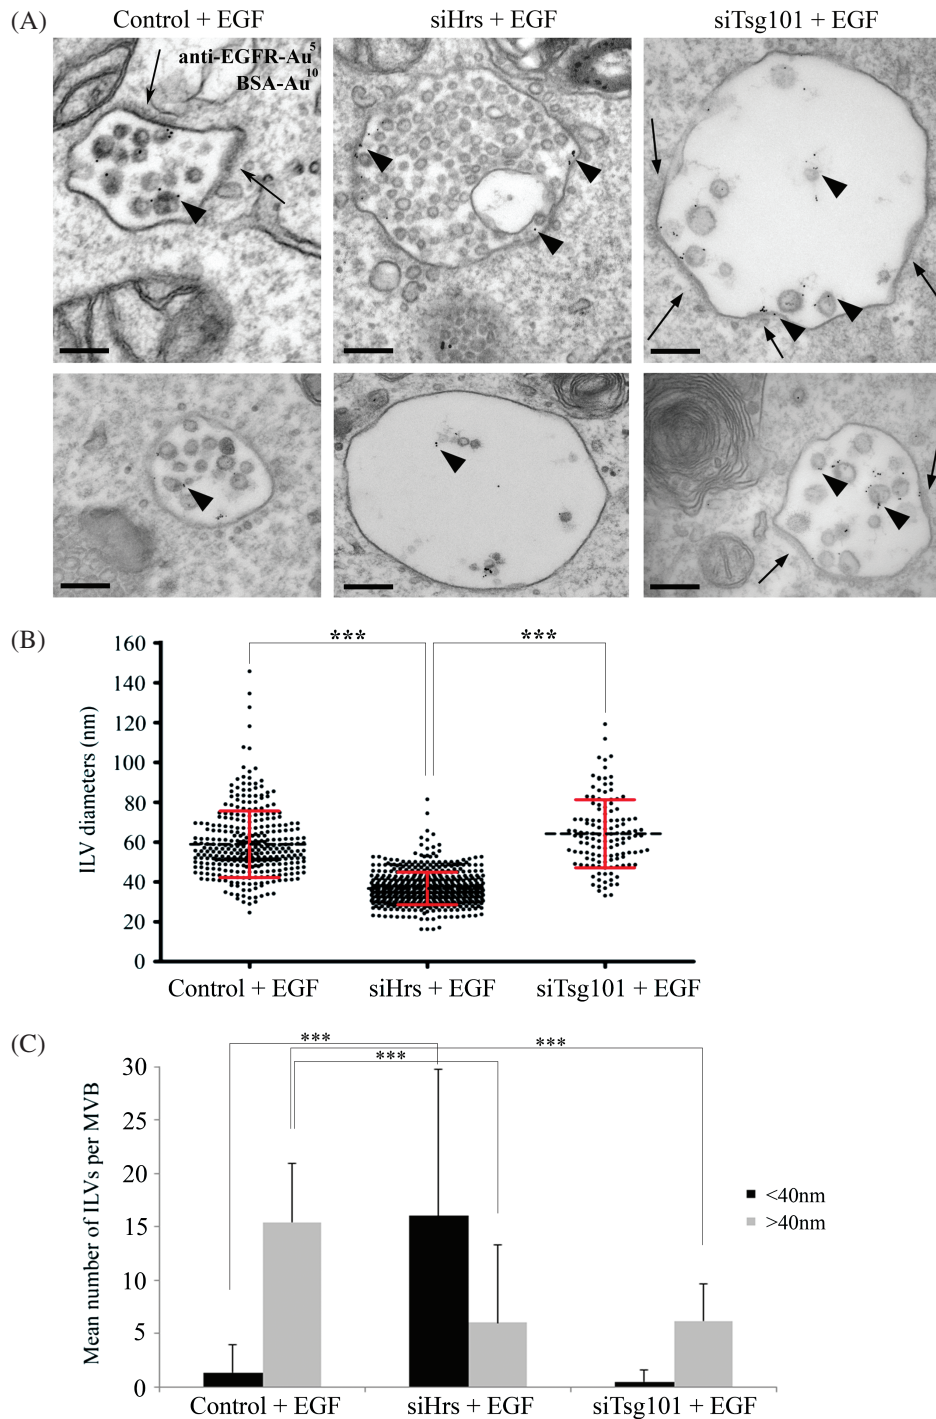 (A)
Control + EGF
siHrs + EGF
siTsg101 + EGF
anti-EGFR-Au⁵
BSA-Au¹⁰
(B)
***
***
ILV diameters (nm)
160
140
120
100
80
60
40
20
0
Control + EGF
siHrs + EGF
siTsg101 + EGF
(C)
***
***
***
Mean number of ILVs per MVB
30
25
20
15
10
5
0
<40nm
>40nm
Control + EGF
siHrs + EGF
siTsg101 + EGF